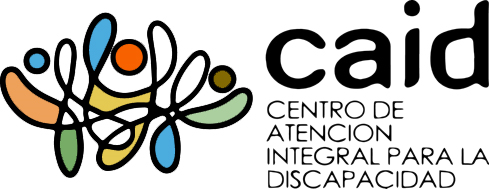 caid
CENTRO DE
ATENCION
INTEGRAL PARA LA
DISCAPACIDAD